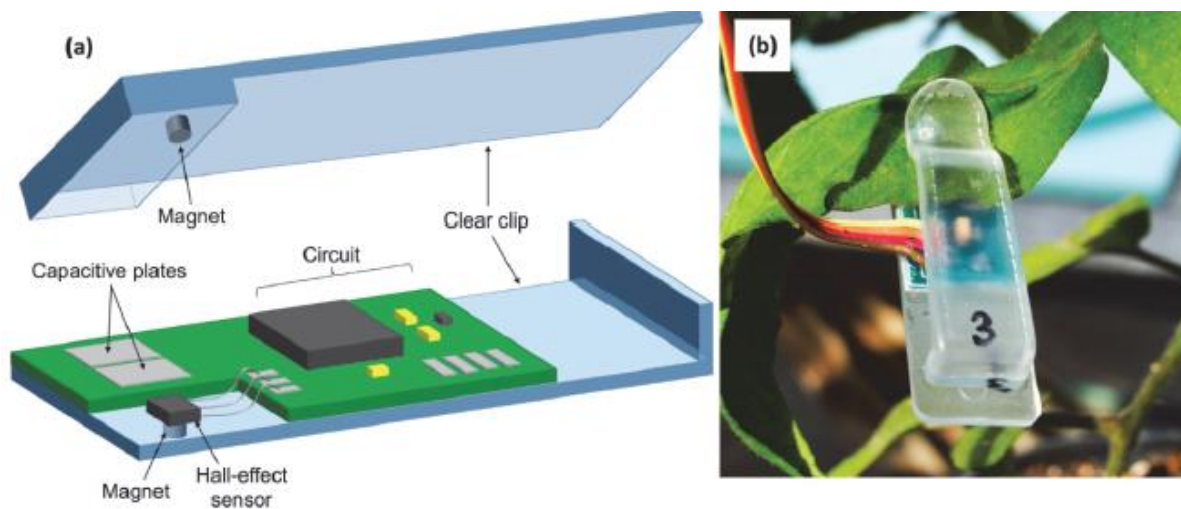 (a)
Magnet
Clear clip
Circuit
Capacitive plates
Magnet
Hall-effect
sensor
(b)
3